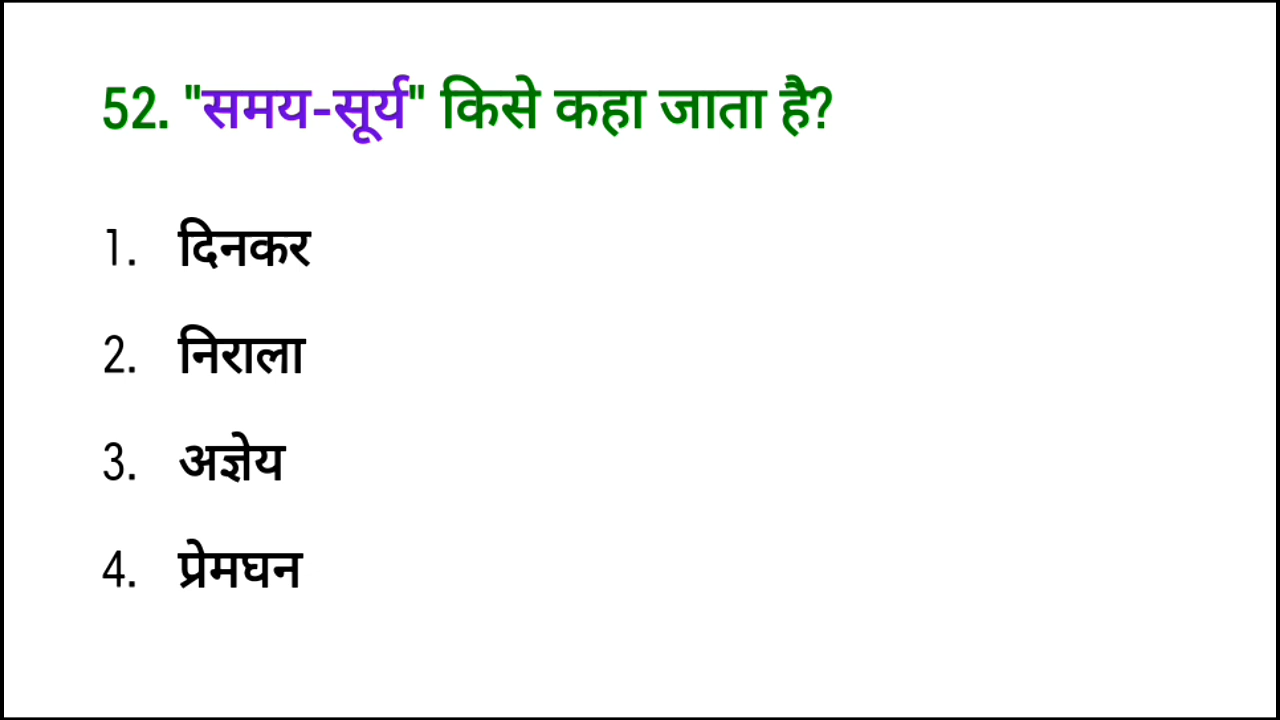 52. "समय-सूर्य" किसे कहा जाता है?
1. दिनकर
2. निराला
3. अज्ञेय
4. प्रेमघन